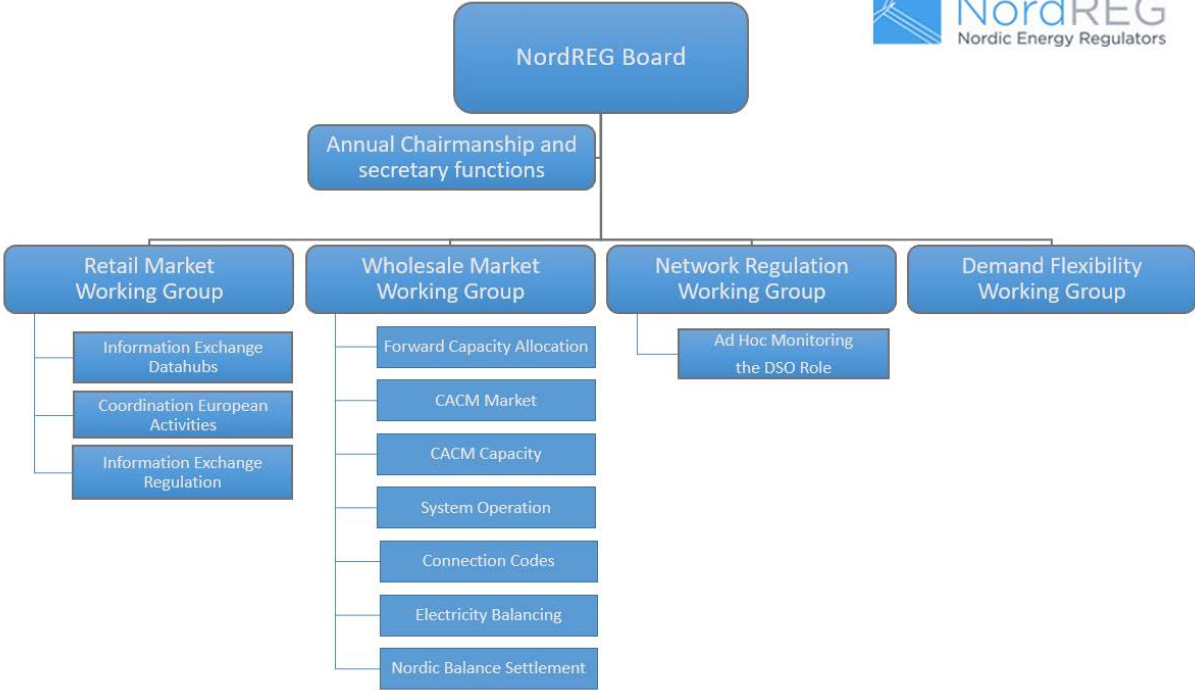 NordREG
Nordic Energy Regulators
NordREG Board
Annual Chairmanship and
secretary functions
Retail Market
Working Group
Wholesale Market
Working Group
Network Regulation
Working Group
Demand Flexibility
Working Group
Information Exchange
Datahubs
Coordination European
Activities
Information Exchange
Regulation
Forward Capacity Allocation
CACM Market
CACM Capacity
System Operation
Connection Codes
Electricity Balancing
Nordic Balance Settlement
Ad Hoc Monitoring
the DSO Role